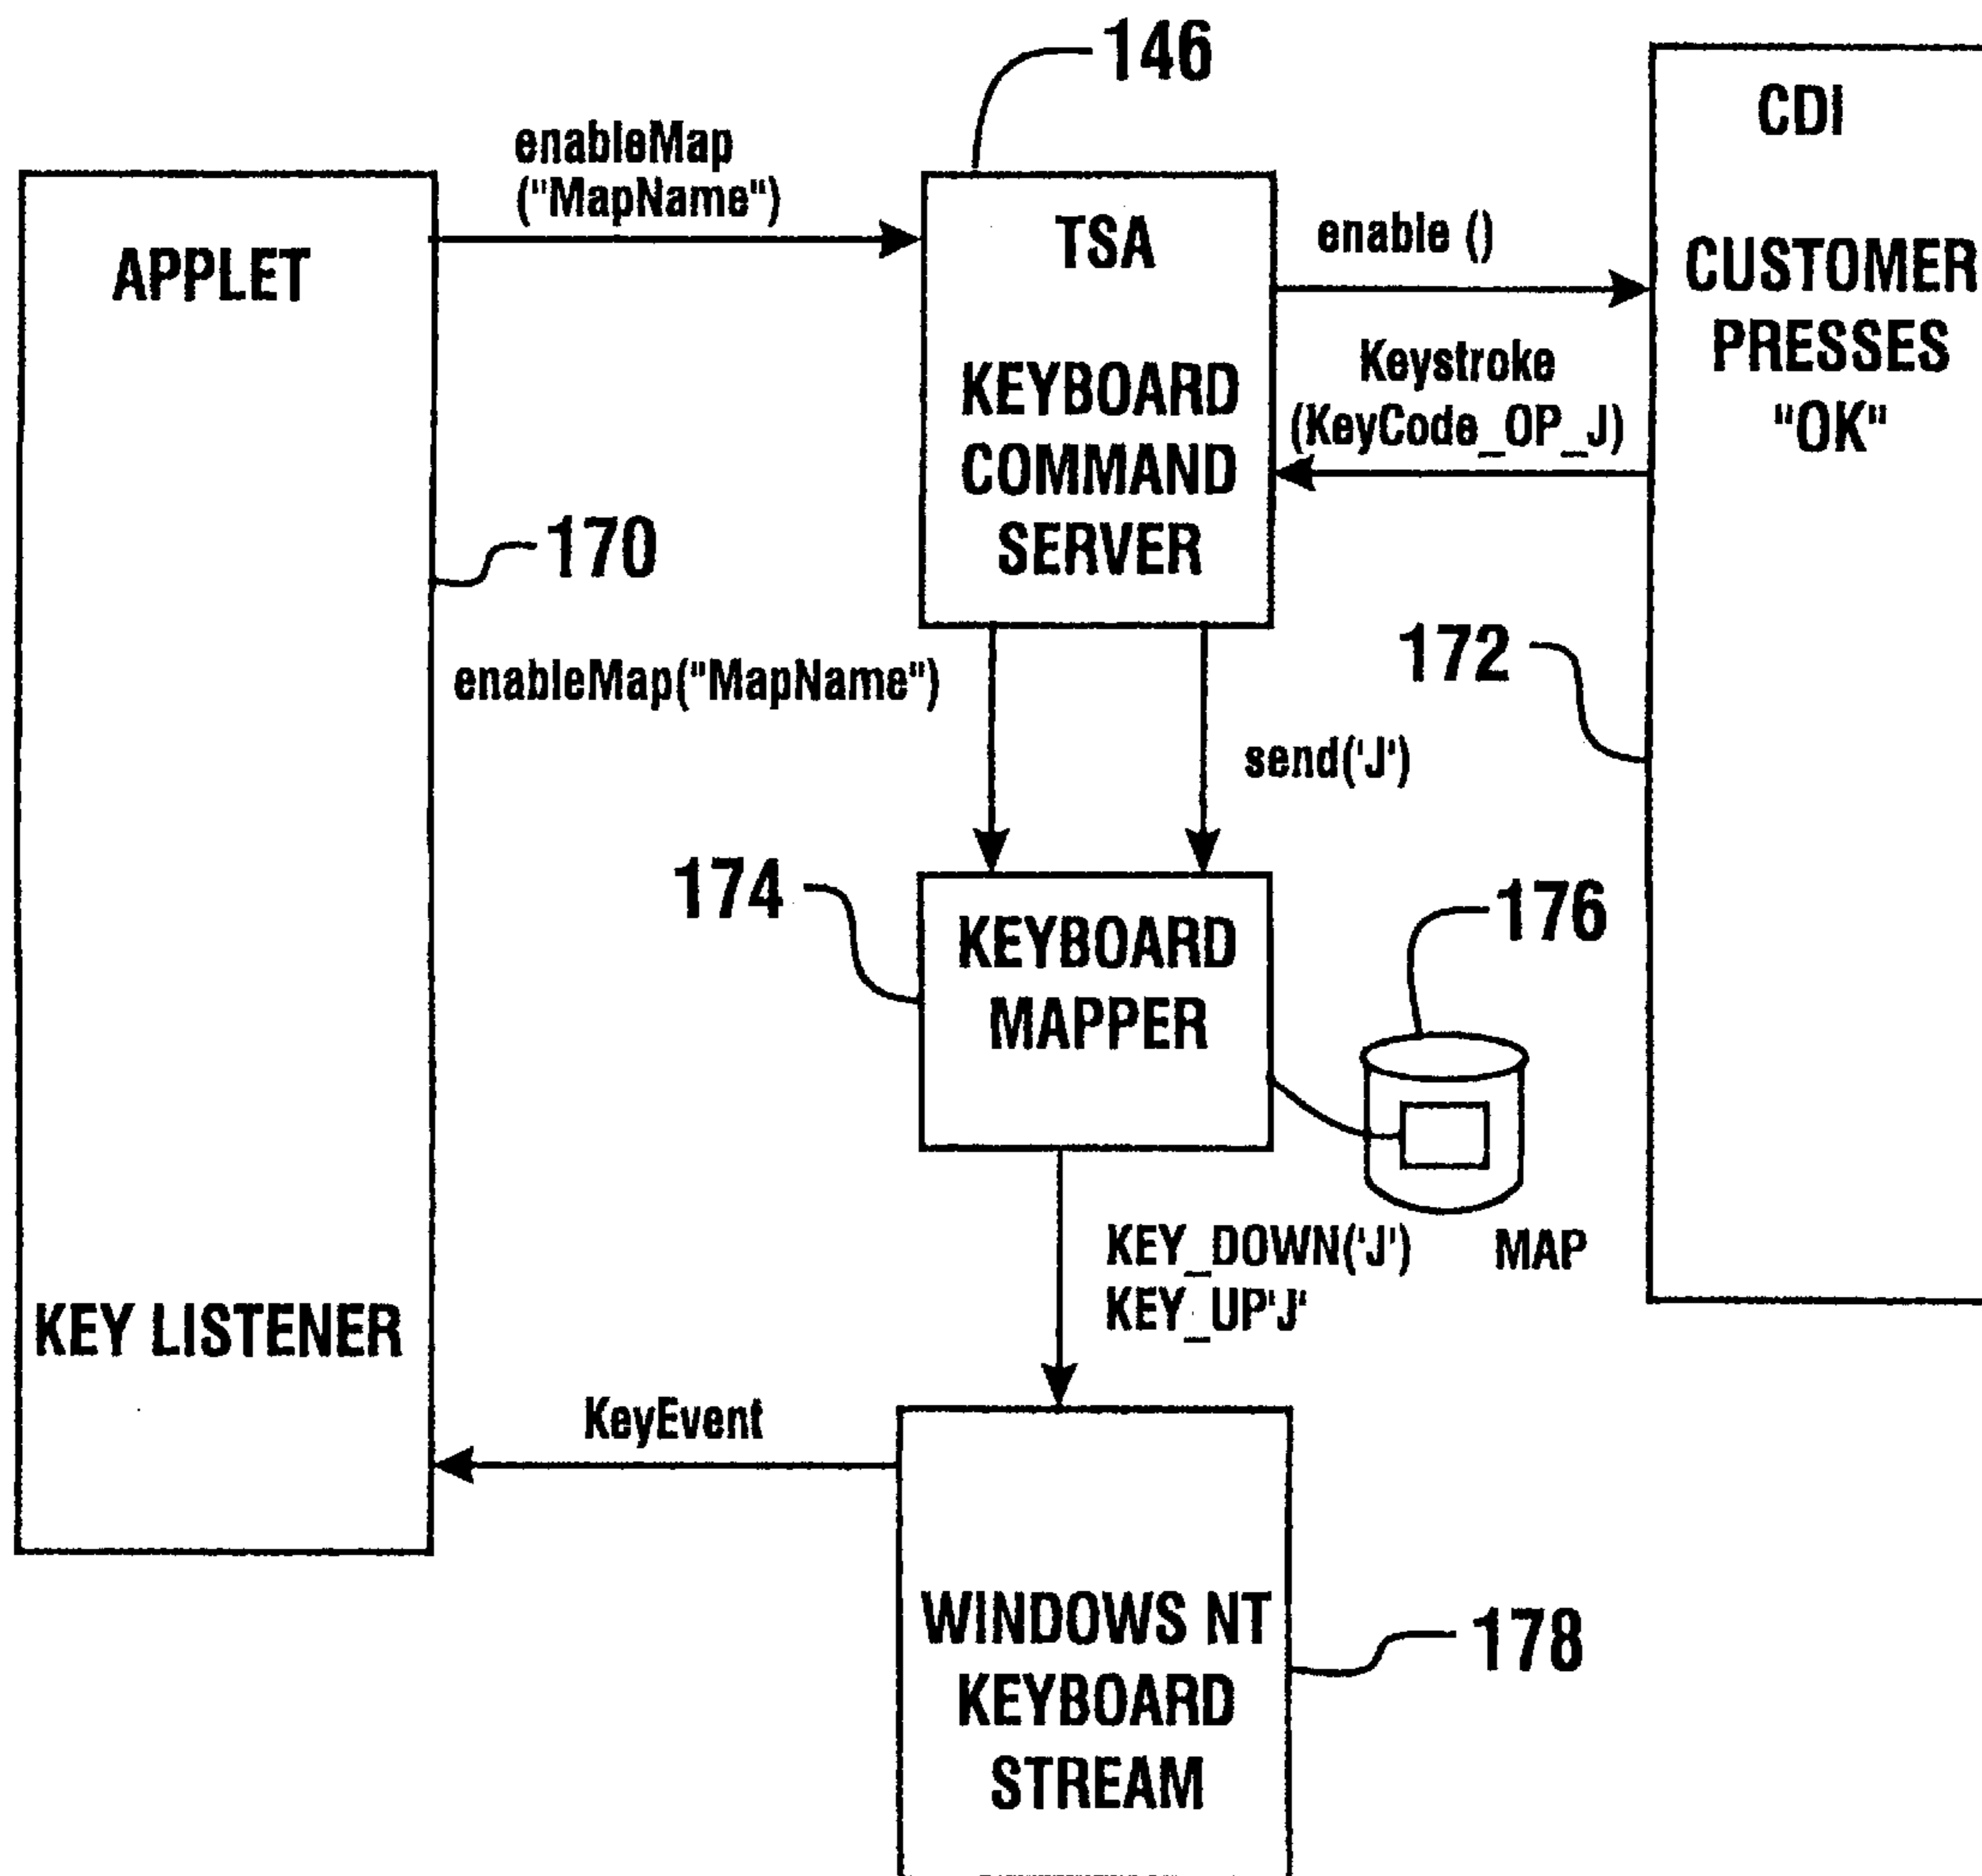 146
CDI
enableMap
("MapName")
APPLET
TSA
enable ()
CUSTOMER
PRESSES
"OK"
KEYBOARD
COMMAND
SERVER
Keystroke
(KeyCode_OP_J)
170
172
enableMap("MapName")
send('J')
174
KEYBOARD
MAPPER
176
KEY_DOWN('J')
KEY_UP'J'
MAP
KEY LISTENER
KeyEvent
WINDOWS NT
KEYBOARD
STREAM
178